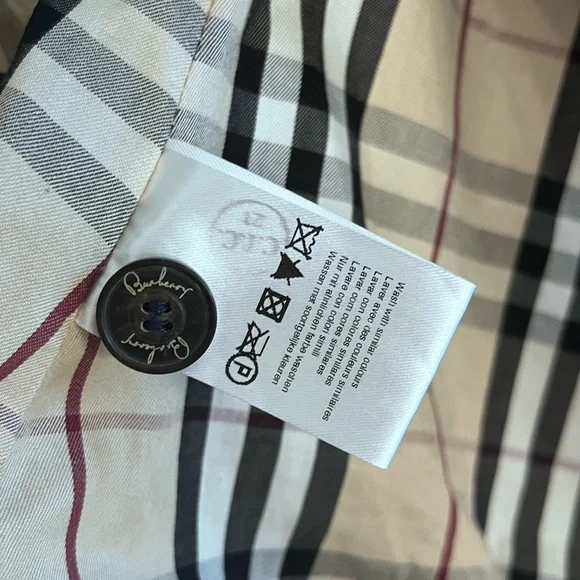 Wash with similar colours
Laver avec des couleurs similaires
Lavar con colores similares
Lavare con colori simili
Nur mit ähnlichen farbe waschen
Wassen met soortgelijke kleuren
P
Burberry
Burberry